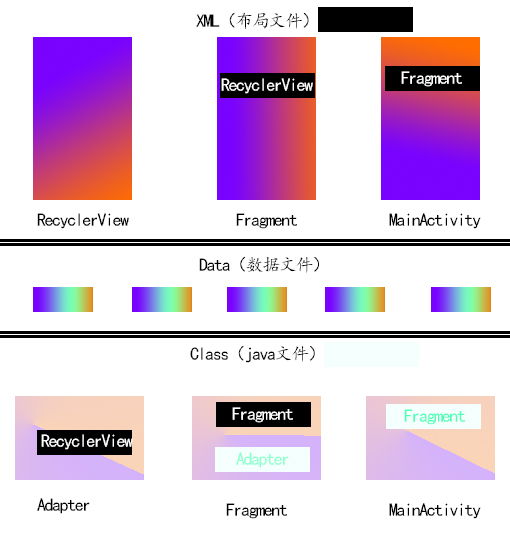 XML（布局文件）
RecyclerView
Fragment
RecyclerView
Fragment
MainActivity
Data（数据文件）
Class（java文件）
RecyclerView
Fragment
Adapter
Fragment
Adapter
Fragment
MainActivity